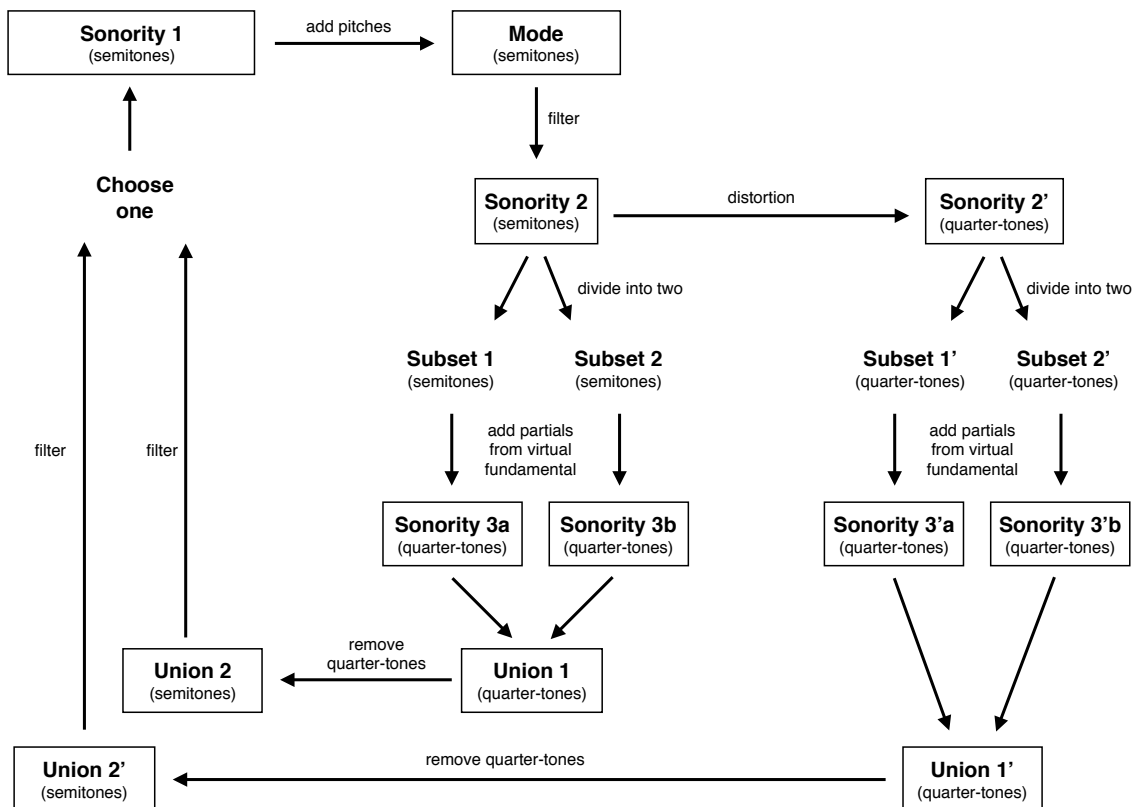 Sonority 1
(semitones)
add pitches
Mode
(semitones)
filter
Choose
one
Sonority 2
(semitones)
distortion
Sonority 2'
(quarter-tones)
divide into two
divide into two
Subset 1
(semitones)
Subset 2
(semitones)
Subset 1'
(quarter-tones)
Subset 2'
(quarter-tones)
filter
filter
add partials
from virtual
fundamental
add partials
from virtual
fundamental
Sonority 3a
(quarter-tones)
Sonority 3b
(quarter-tones)
Sonority 3'a
(quarter-tones)
Sonority 3'b
(quarter-tones)
Union 2
(semitones)
remove
quarter-tones
Union 1
(quarter-tones)
Union 2'
(semitones)
remove quarter-tones
Union 1'
(quarter-tones)